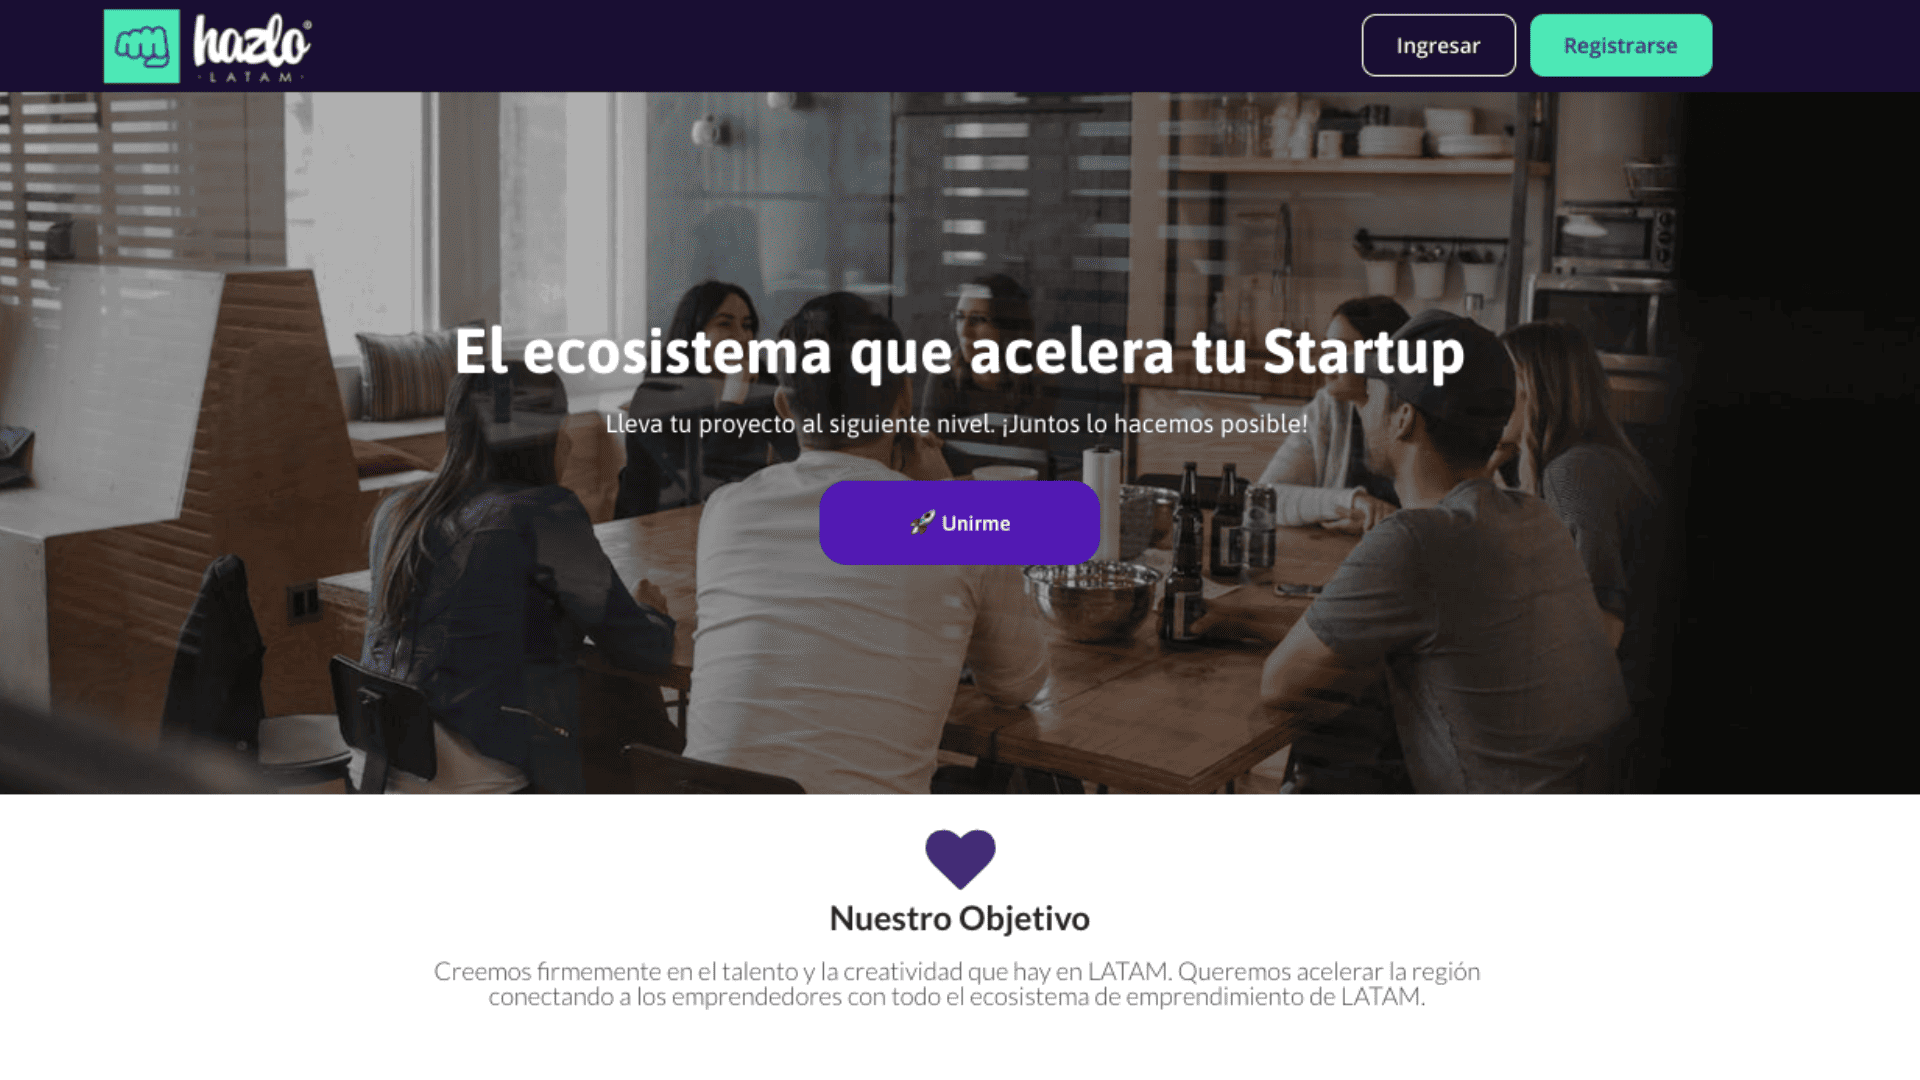 hazlo®
·LATAM·
Ingresar
Registrarse
El ecosistema que acelera tu Startup
Lleva tu proyecto al siguiente nivel. ¡Juntos lo hacemos posible!
🚀 Unirme
Nuestro Objetivo
Creemos firmemente en el talento y la creatividad que hay en LATAM. Queremos acelerar la región
conectando a los emprendedores con todo el ecosistema de emprendimiento de LATAM.